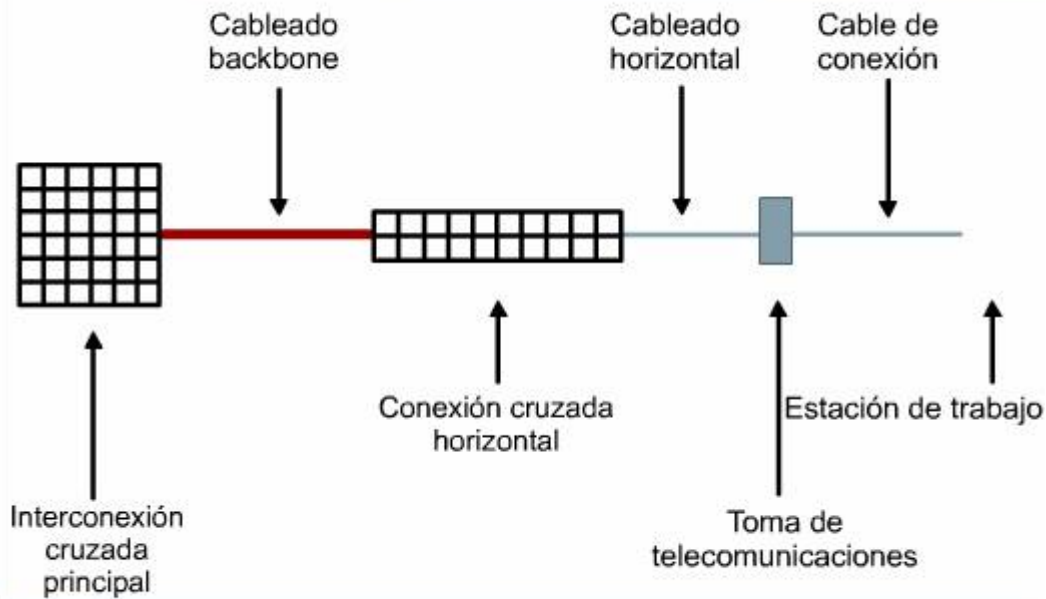 Cableado
backbone
Cableado
horizontal
Cable de
conexión
Conexión cruzada
horizontal
Estación de trabajo
Interconexión
cruzada
principal
Toma de
telecomunicaciones